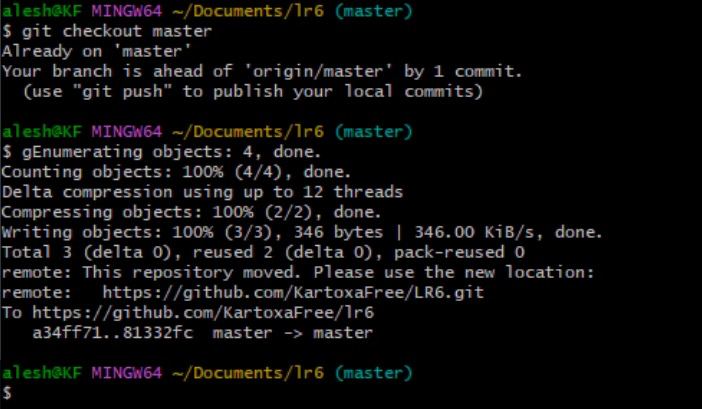 alesh@KF MINGW64 ~/Documents/lr6 (master)
$ git checkout master
Already on 'master'
Your branch is ahead of 'origin/master' by 1 commit.
  (use "git push" to publish your local commits)

alesh@KF MINGW64 ~/Documents/lr6 (master)
$ gEnumerating objects: 4, done.
Counting objects: 100% (4/4), done.
Delta compression using up to 12 threads
Compressing objects: 100% (2/2), done.
Writing objects: 100% (3/3), 346 bytes | 346.00 KiB/s, done.
Total 3 (delta 0), reused 2 (delta 0), pack-reused 0
remote: This repository moved. Please use the new location:
remote:   https://github.com/KartoxaFree/LR6.git
To https://github.com/KartoxaFree/lr6
   a34ff71..81332fc  master -> master

alesh@KF MINGW64 ~/Documents/lr6 (master)
$